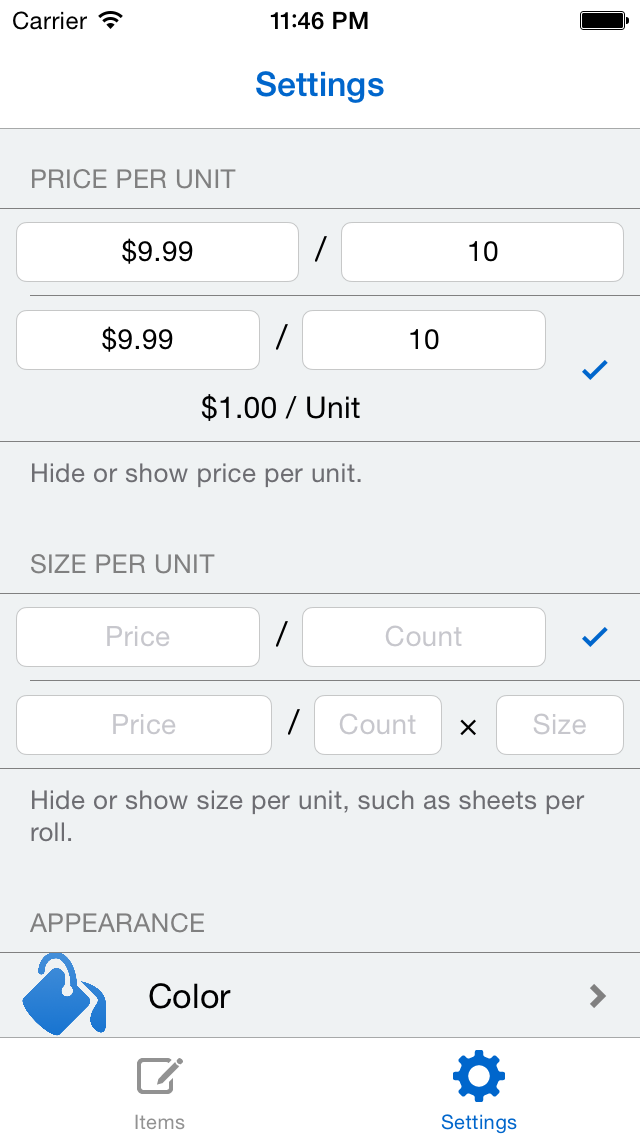 Carrier 11:46 PM
Settings
PRICE PER UNIT
$9.99 / 10
$9.99 / 10
$1.00 / Unit
Hide or show price per unit.
SIZE PER UNIT
Price / Count
Price / Count × Size
Hide or show size per unit, such as sheets per
roll.
APPEARANCE
Color
Items Settings